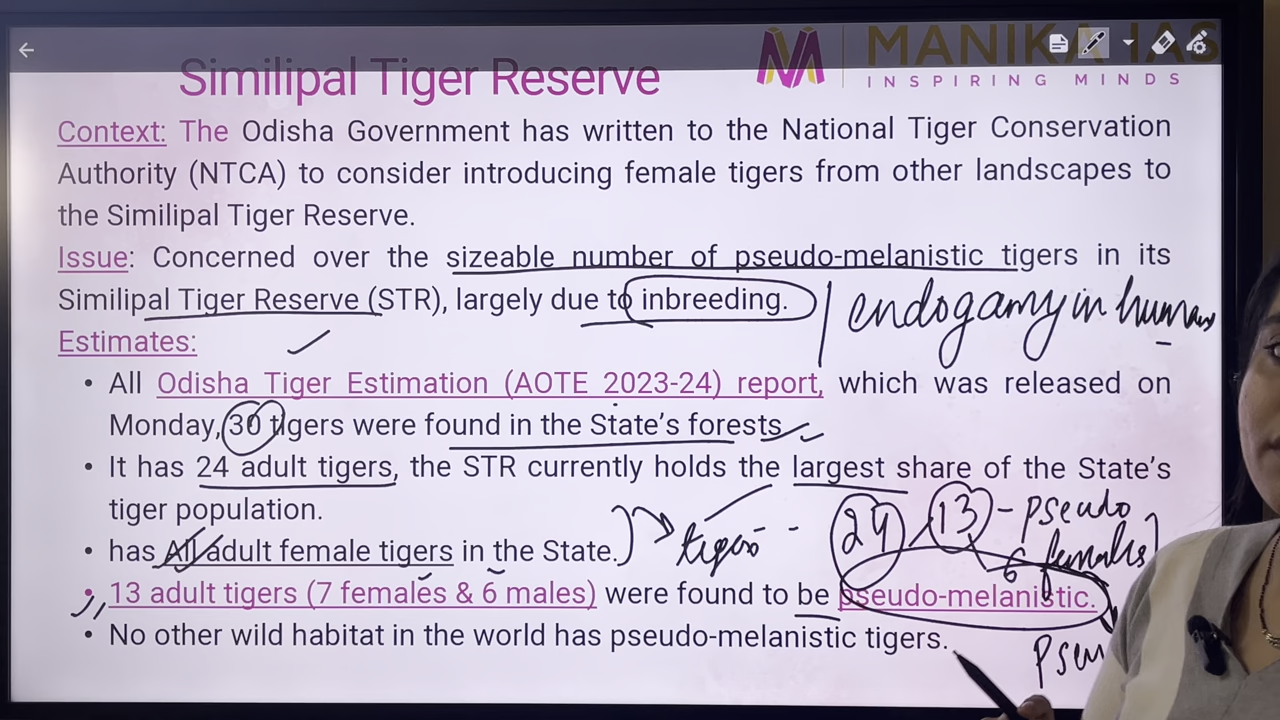 MANIKA IAS
INSPIRING MINDS
Similipal Tiger Reserve
Context: The Odisha Government has written to the National Tiger Conservation
Authority (NTCA) to consider introducing female tigers from other landscapes to
the Similipal Tiger Reserve.
Issue: Concerned over the sizeable number of pseudo-melanistic tigers in its
Similipal Tiger Reserve (STR), largely due to inbreeding.
endogamy in human
Estimates:
• All Odisha Tiger Estimation (AOTE 2023-24) report, which was released on
Monday, 30 tigers were found in the State's forests
• It has 24 adult tigers, the STR currently holds the largest share of the State's
tiger population.
24 13 - pseudo
• has All adult female tigers in the State.
tigers
6 females
• 13 adult tigers (7 females & 6 males) were found to be pseudo-melanistic.
• No other wild habitat in the world has pseudo-melanistic tigers.
Pseu